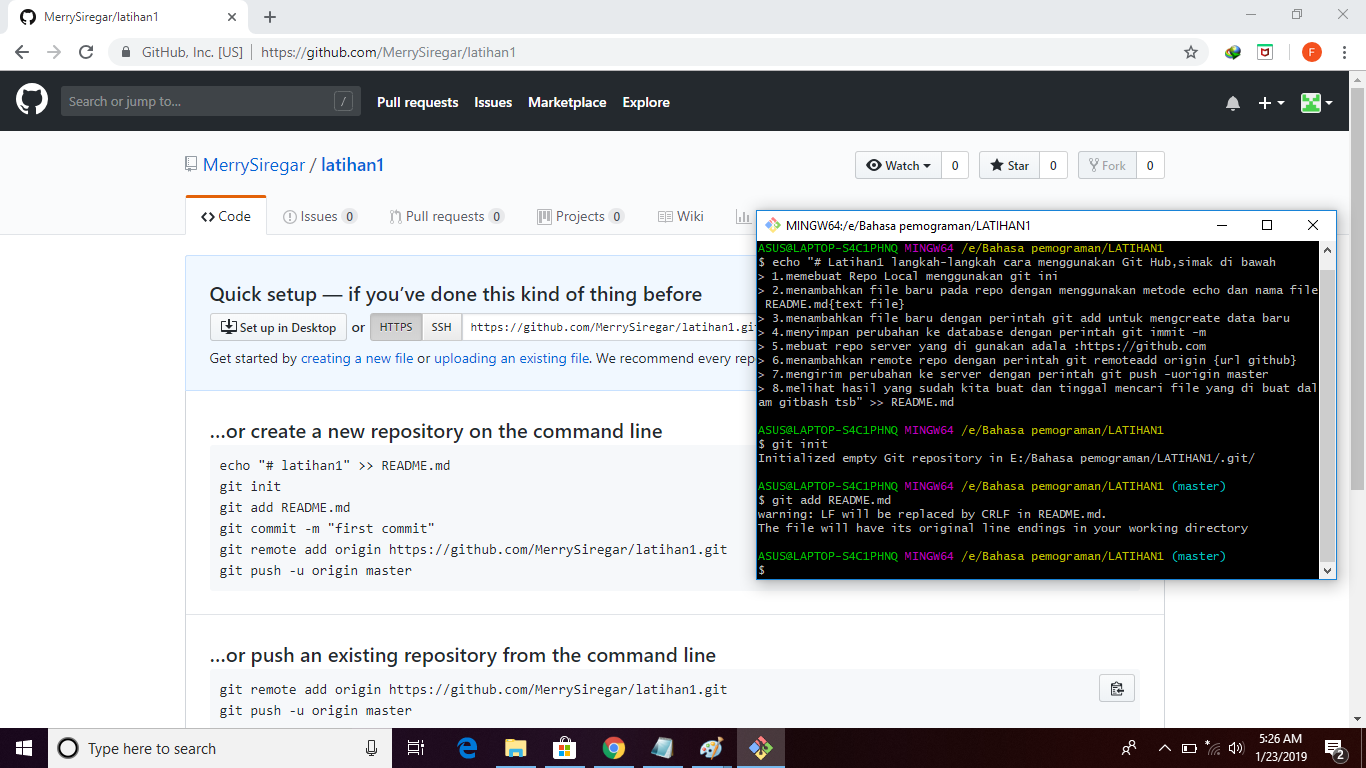 MerrySiregar/latihan1
GitHub, Inc. [US] | https://github.com/MerrySiregar/latihan1
F
Search or jump to...
/
Pull requests Issues Marketplace Explore
MerrySiregar / latihan1
Watch 0 Star 0 Fork 0
Code Issues 0 Pull requests 0 Projects 0 Wiki
Quick setup — if you’ve done this kind of thing before
Set up in Desktop or HTTPS SSH https://github.com/MerrySiregar/latihan1.git
Get started by creating a new file or uploading an existing file. We recommend every rep
…or create a new repository on the command line
echo "# latihan1" >> README.md
git init
git add README.md
git commit -m "first commit"
git remote add origin https://github.com/MerrySiregar/latihan1.git
git push -u origin master
…or push an existing repository from the command line
git remote add origin https://github.com/MerrySiregar/latihan1.git
git push -u origin master
MINGW64:/e/Bahasa pemograman/LATIHAN1
ASUS@LAPTOP-S4C1PHNQ MINGW64 /e/Bahasa pemograman/LATIHAN1
$ echo "# Latihan1 langkah-langkah cara menggunakan Git Hub,simak di bawah
> 1.memebuat Repo Local menggunakan git ini
> 2.menambahkan file baru pada repo dengan menggunakan metode echo dan nama file
README.md{text file}
> 3.menambahkan file baru dengan perintah git add untuk mengcreate data baru
> 4.menyimpan perubahan ke database dengan perintah git immit -m
> 5.mebuat repo server yang di gunakan adala :https://github.com
> 6.menambahkan remote repo dengan perintah git remoteadd origin {url github}
> 7.mengirim perubahan ke server dengan perintah git push -uorigin master
> 8.melihat hasil yang sudah kita buat dan tinggal mencari file yang di buat dal
am gitbash tsb" >> README.md
ASUS@LAPTOP-S4C1PHNQ MINGW64 /e/Bahasa pemograman/LATIHAN1
$ git init
Initialized empty Git repository in E:/Bahasa pemograman/LATIHAN1/.git/
ASUS@LAPTOP-S4C1PHNQ MINGW64 /e/Bahasa pemograman/LATIHAN1 (master)
$ git add README.md
warning: LF will be replaced by CRLF in README.md.
The file will have its original line endings in your working directory
ASUS@LAPTOP-S4C1PHNQ MINGW64 /e/Bahasa pemograman/LATIHAN1 (master)
$
Type here to search
5:26 AM
1/23/2019
2